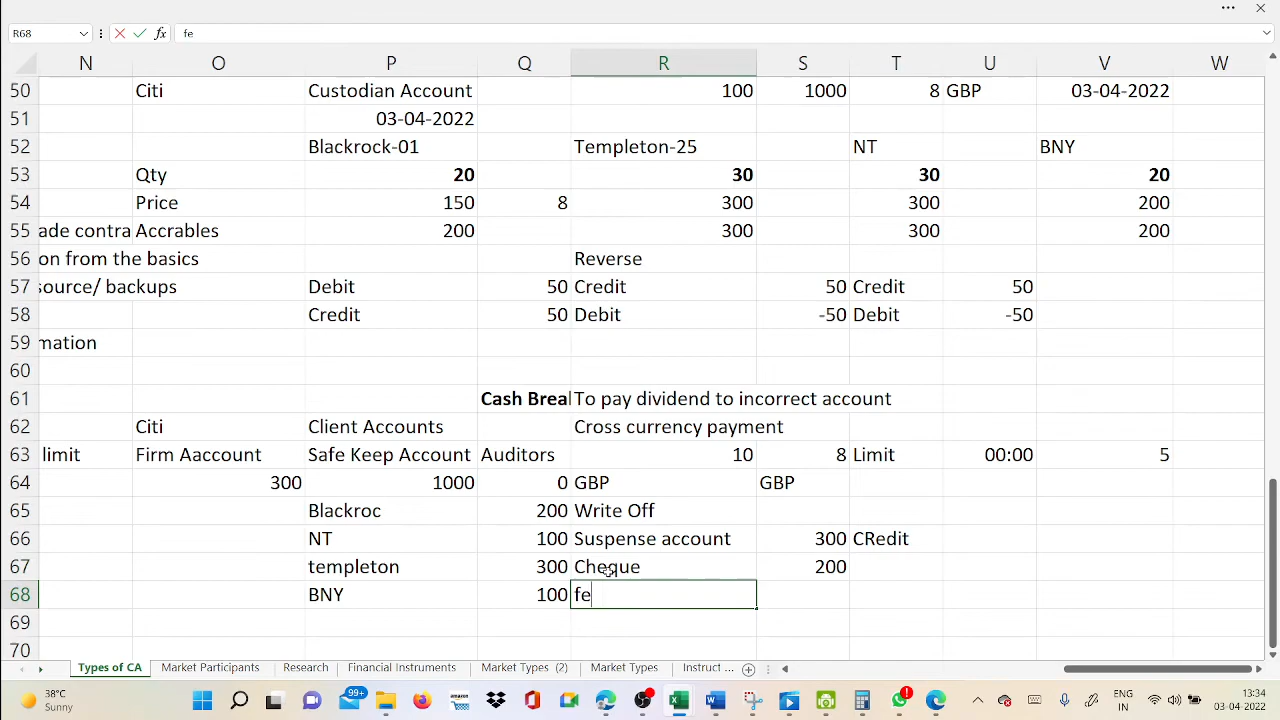 R68 fx fe
N O P Q R S T U V W
50 Citi Custodian Account 100 1000 8 GBP 03-04-2022
51 03-04-2022
52 Blackrock-01 Templeton-25 NT BNY
53 Qty 20 30 30 20
54 Price 150 8 300 300 200
55 ade contra Accrables 200 300 300 200
56 on from the basics Reverse
57 source/ backups Debit 50 Credit 50 Credit 50
58 Credit 50 Debit -50 Debit -50
59 mation
60
61 Cash Breal To pay dividend to incorrect account
62 Citi Client Accounts Cross currency payment
63 limit Firm Aaccount Safe Keep Account Auditors 10 8 Limit 00:00 5
64 300 1000 0 GBP GBP
65 Blackroc 200 Write Off
66 NT 100 Suspense account 300 CRedit
67 templeton 300 Cheque 200
68 BNY 100 fe
69
70
Types of CA Market Participants Research Financial Instruments Market Types (2) Market Types Instruct ...
38°C
Sunny
99+
amazon
ENG
IN
13:34
03-04-2022